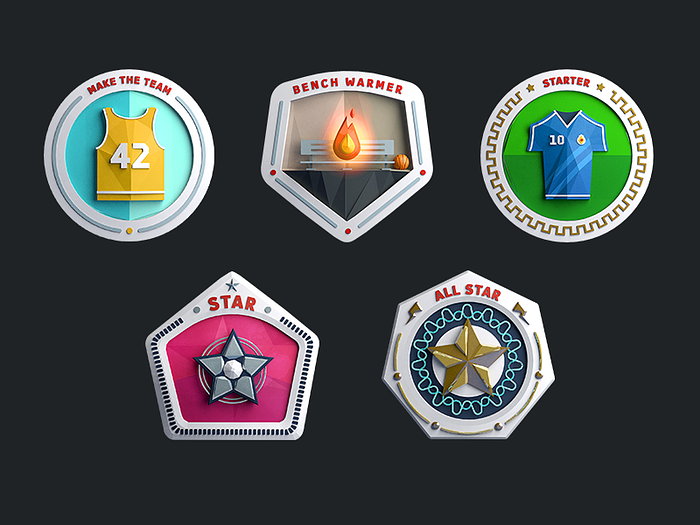 MAKE THE TEAM
42
BENCH WARMER
STARTER
10
STAR
ALL STAR